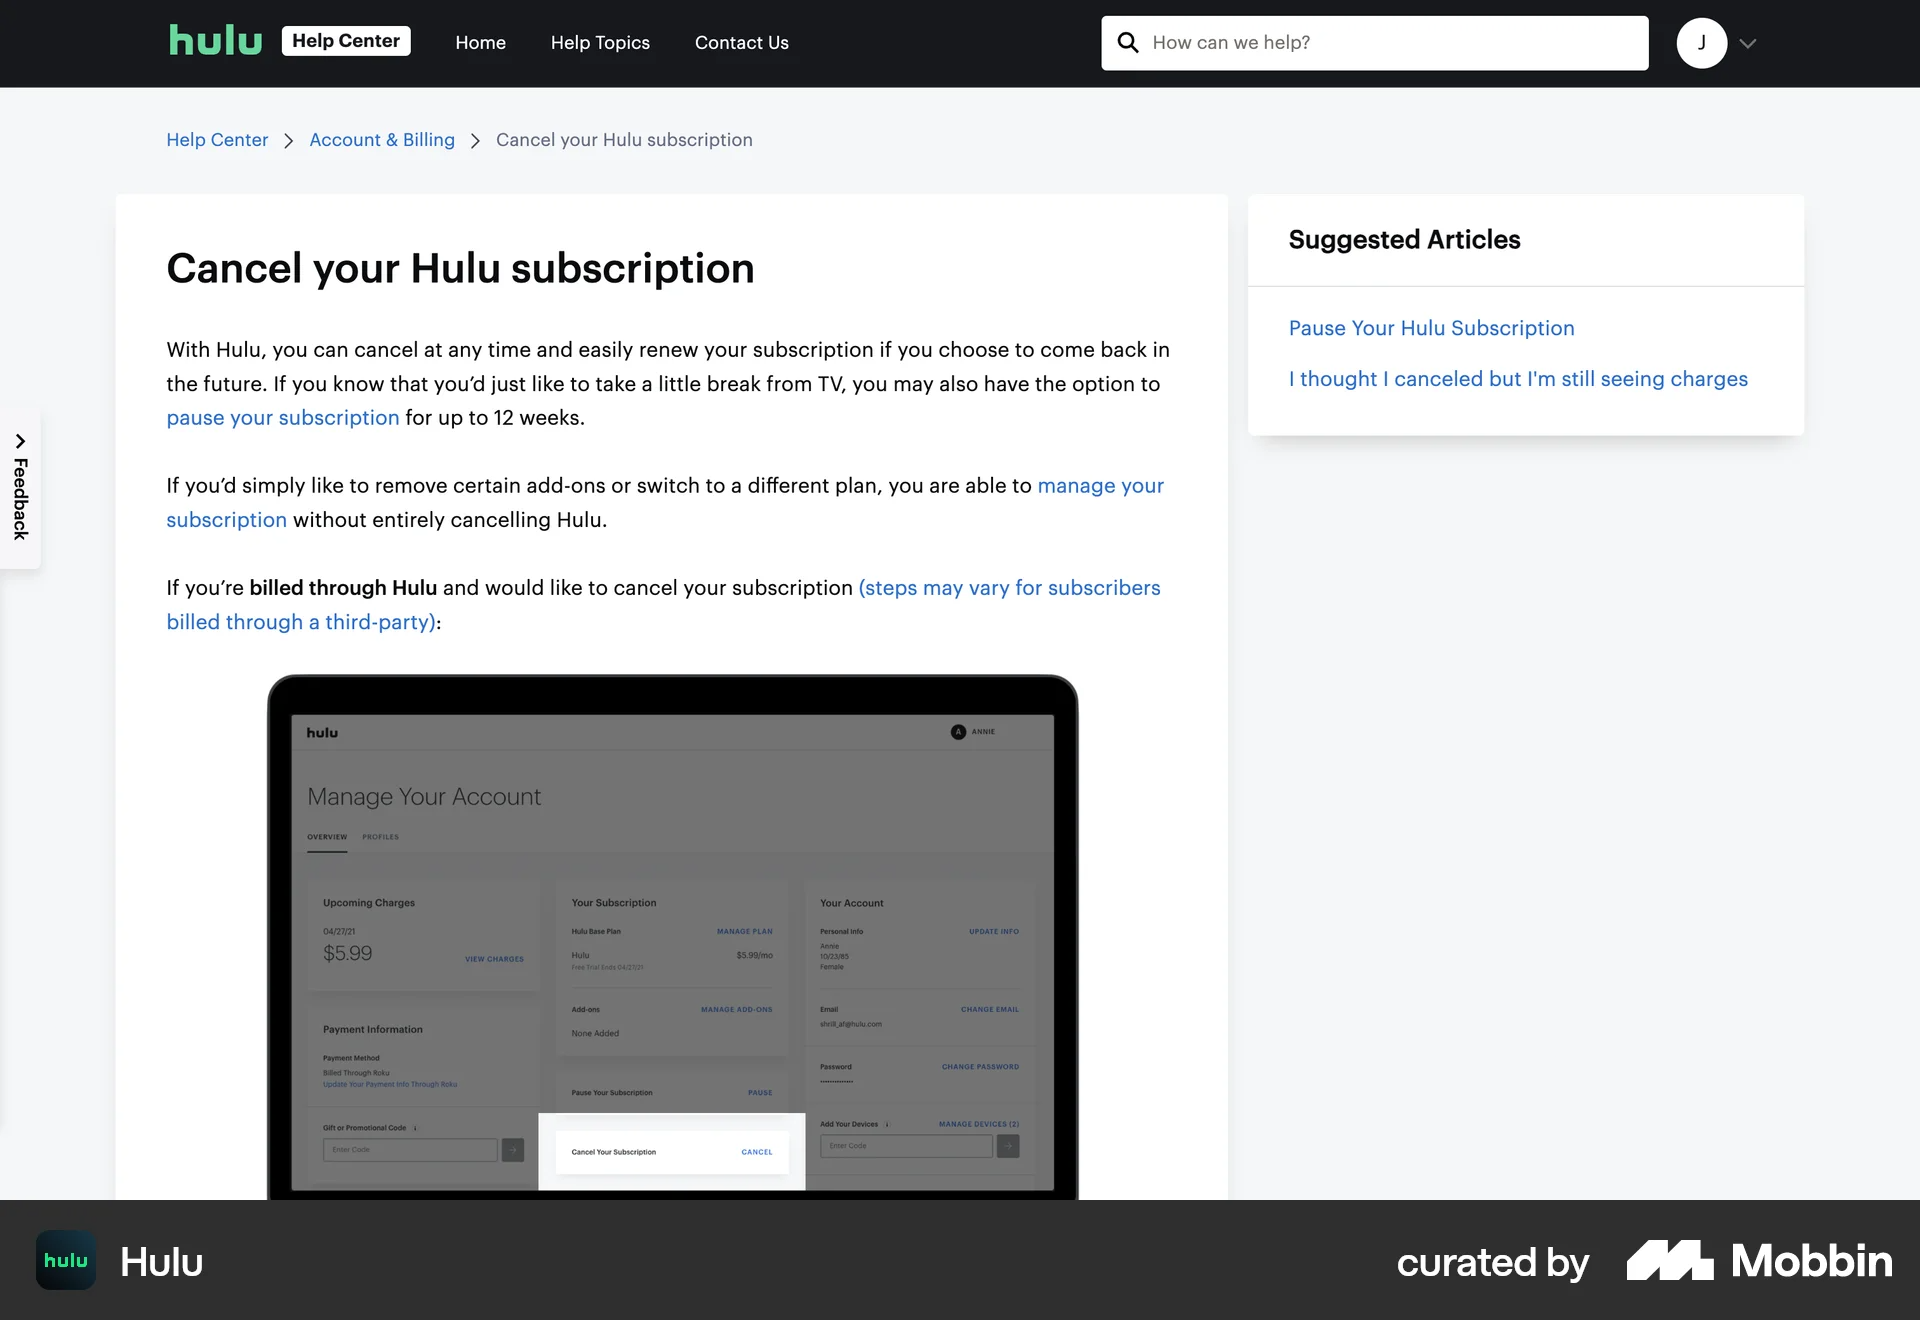 hulu Help Center Home Help Topics Contact Us How can we help? J
Help Center Account & Billing Cancel your Hulu subscription
Cancel your Hulu subscription
With Hulu, you can cancel at any time and easily renew your subscription if you choose to come back in
the future. If you know that you’d just like to take a little break from TV, you may also have the option to
pause your subscription for up to 12 weeks.
If you’d simply like to remove certain add-ons or switch to a different plan, you are able to manage your
subscription without entirely cancelling Hulu.
If you’re billed through Hulu and would like to cancel your subscription (steps may vary for subscribers
billed through a third-party):
Suggested Articles
Pause Your Hulu Subscription
I thought I canceled but I'm still seeing charges
Feedback
hulu A ANNIE
Manage Your Account
OVERVIEW PROFILES
Upcoming Charges
04/27/21
$5.99
VIEW CHARGES
Payment Information
Payment Method
Billed Through Roku
Update Your Payment Info Through Roku
Gift or Promotional Code i
Enter Code
Your Subscription
Hulu Base Plan MANAGE PLAN
Hulu $5.99/mo
Free Trial Ends 04/27/21
Add-ons MANAGE ADD-ONS
None Added
Pause Your Subscription PAUSE
Cancel Your Subscription CANCEL
Your Account
Personal Info UPDATE INFO
Annie
10/23/85
Female
Email CHANGE EMAIL
shrill_af@hulu.com
Password CHANGE PASSWORD
••••••••••••••
Add Your Devices i MANAGE DEVICES (2)
Enter Code
hulu Hulu curated by Mobbin